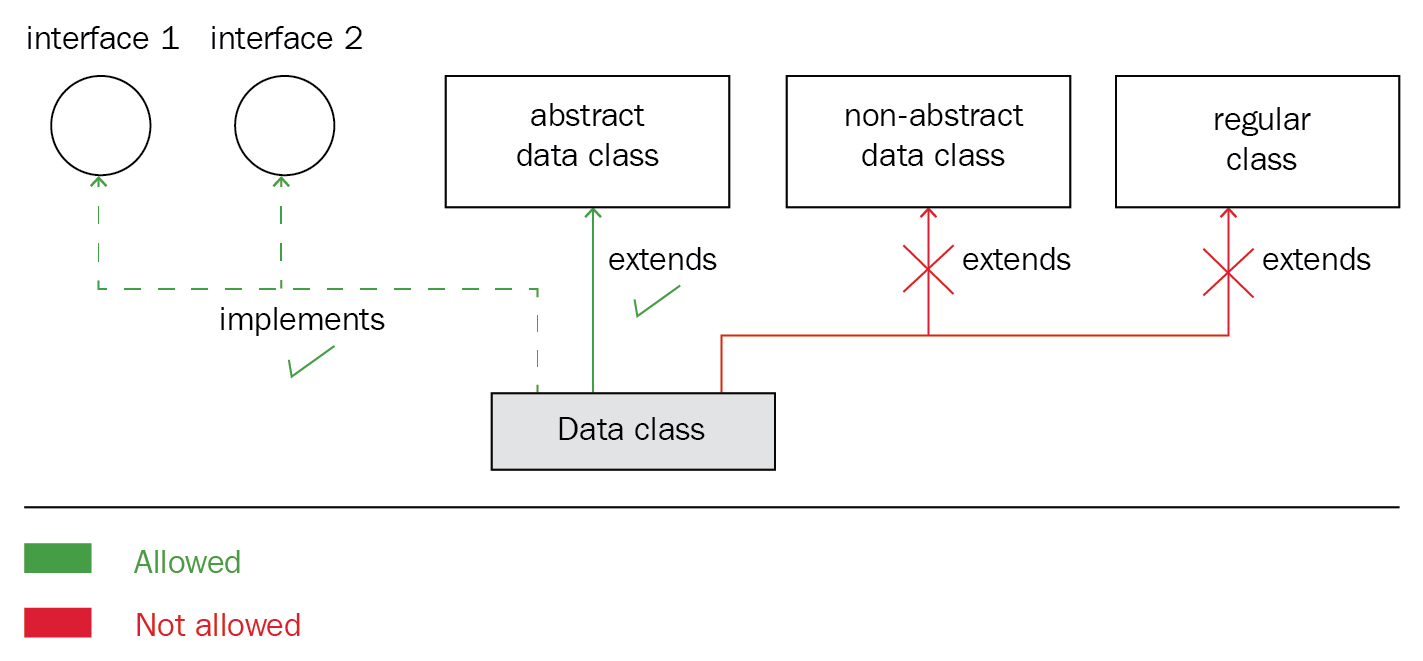 interface 1
interface 2
abstract
data class
non-abstract
data class
regular
class
extends
extends
extends
implements
Data class
Allowed
Not allowed